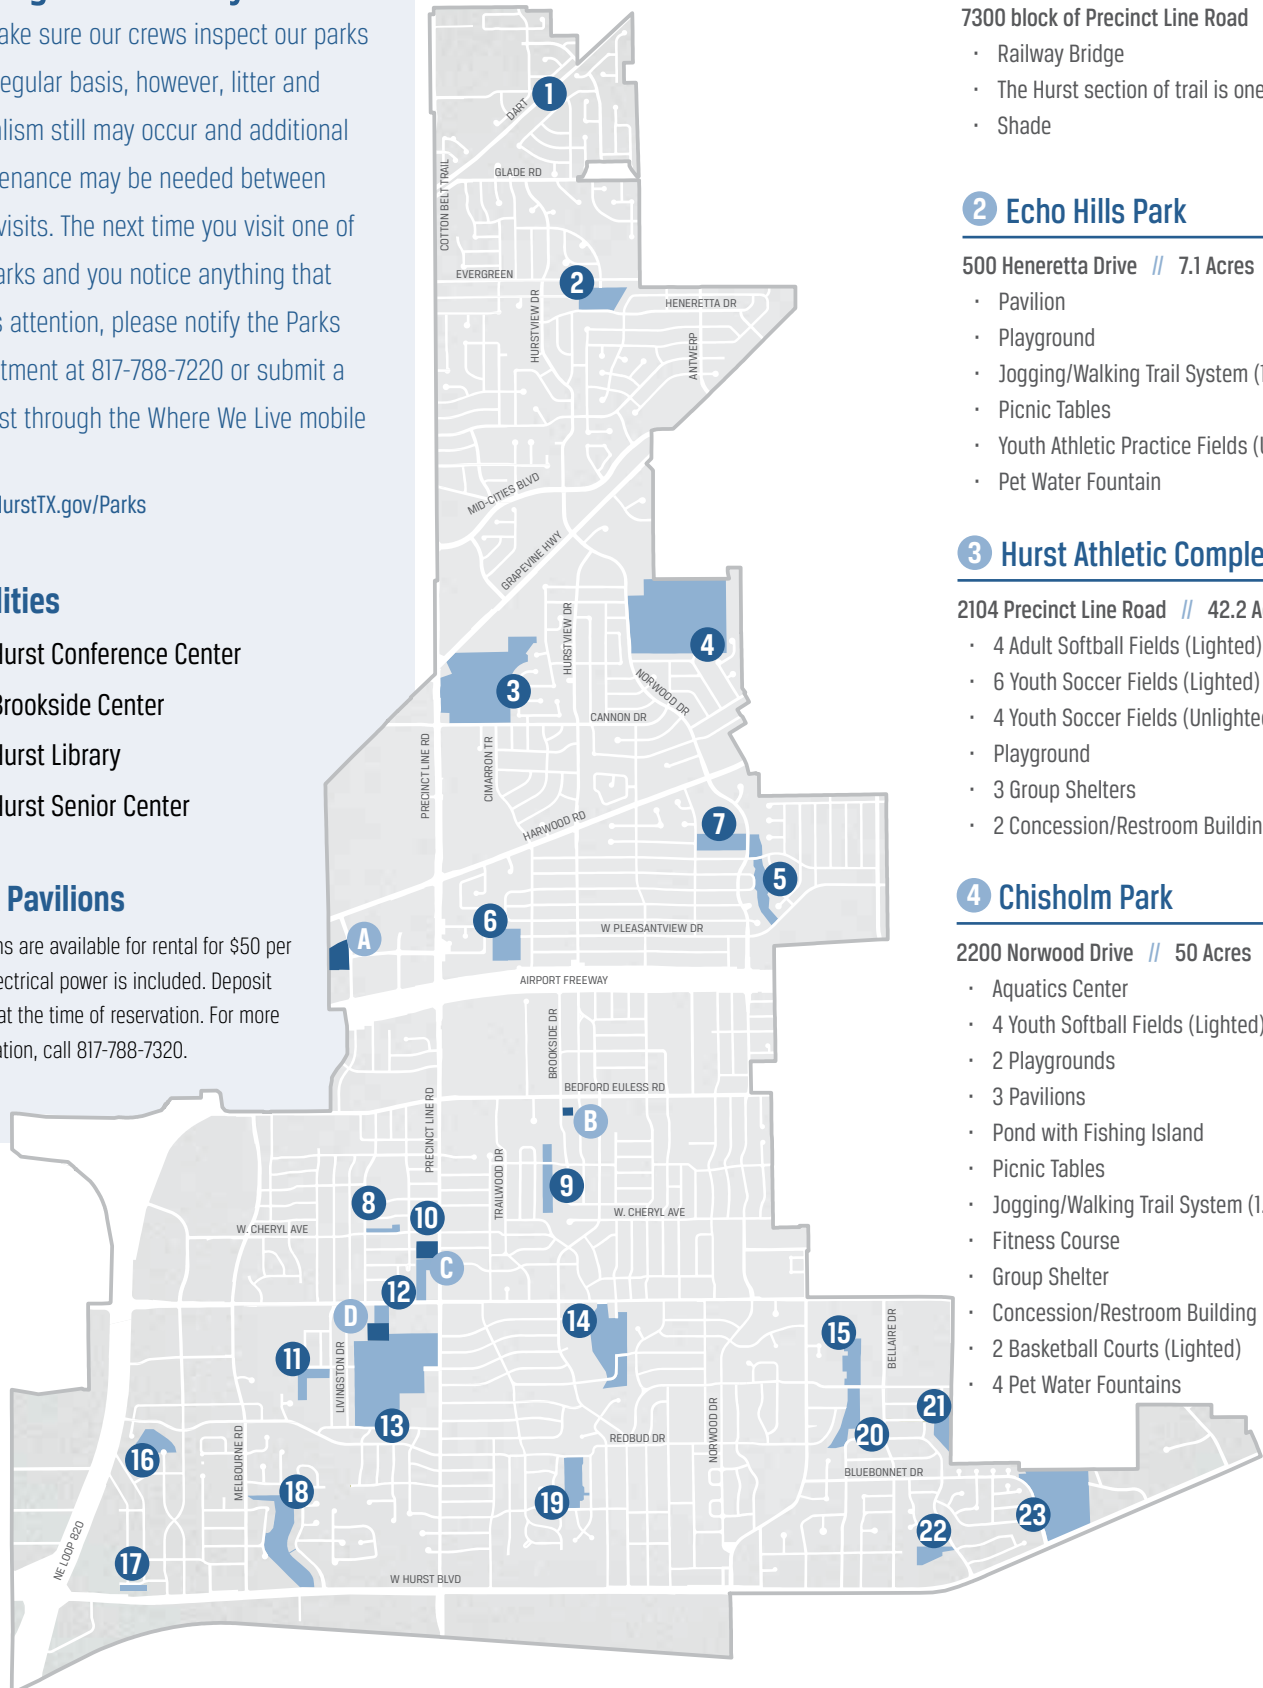 ake sure our crews inspect our parks
egular basis, however, litter and
alism still may occur and additional
enance may be needed between
visits. The next time you visit one of
arks and you notice anything that
s attention, please notify the Parks
tment at 817-788-7220 or submit a
st through the Where We Live mobile
HurstTX.gov/Parks
lities
Hurst Conference Center
Brookside Center
Hurst Library
Hurst Senior Center
Pavilions
ns are available for rental for $50 per
lectrical power is included. Deposit
at the time of reservation. For more
ation, call 817-788-7320.
1
DART
COTTON BELT TRAIL
GLADE RD
EVERGREEN
2
HURSTVIEW DR
HENERETTA DR
ANTWERP
MID-CITIES BLVD
GRAPEVINE HWY
HURSTVIEW DR
4
3
NORWOOD DR
CANNON DR
PRECINCT LINE RD
CIMARRON TR
HARWOOD RD
7
5
6
W PLEASANTVIEW DR
A
AIRPORT FREEWAY
BROOKSIDE DR
BEDFORD EULESS RD
PRECINCT LINE RD
B
TRAILWOOD DR
9
8
10
W. CHERYL AVE
W. CHERYL AVE
C
12
D
14
15
BELLAIRE DR
11
LIVINGSTON DR
13
21
20
NORWOOD DR
REDBUD DR
MELBOURNE RD
16
BLUEBONNET DR
18
19
23
22
NE LOOP 820
17
W HURST BLVD
7300 block of Precinct Line Road
· Railway Bridge
· The Hurst section of trail is one
· Shade
2 Echo Hills Park
500 Heneretta Drive // 7.1 Acres
· Pavilion
· Playground
· Jogging/Walking Trail System (1
· Picnic Tables
· Youth Athletic Practice Fields (U
· Pet Water Fountain
3 Hurst Athletic Comple
2104 Precinct Line Road // 42.2 A
· 4 Adult Softball Fields (Lighted)
· 6 Youth Soccer Fields (Lighted)
· 4 Youth Soccer Fields (Unlighte
· Playground
· 3 Group Shelters
· 2 Concession/Restroom Buildin
4 Chisholm Park
2200 Norwood Drive // 50 Acres
· Aquatics Center
· 4 Youth Softball Fields (Lighted)
· 2 Playgrounds
· 3 Pavilions
· Pond with Fishing Island
· Picnic Tables
· Jogging/Walking Trail System (1.
· Fitness Course
· Group Shelter
· Concession/Restroom Building
· 2 Basketball Courts (Lighted)
· 4 Pet Water Fountains